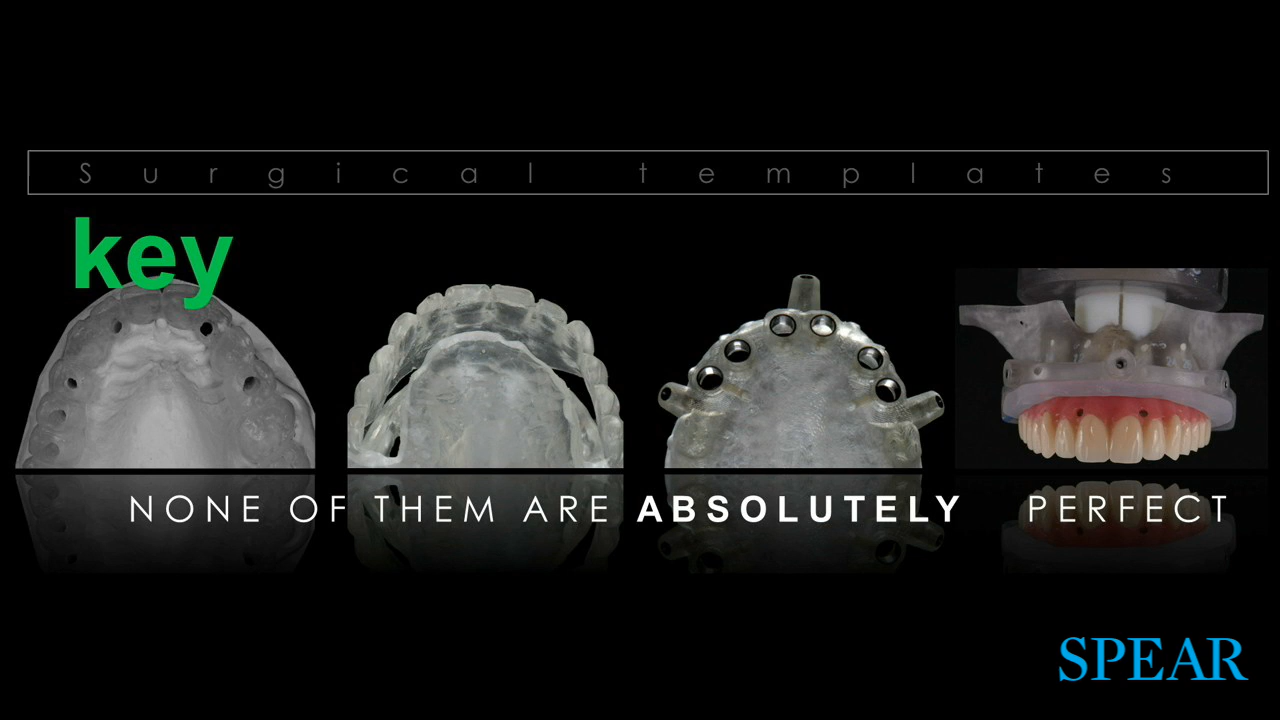 Surgical templates
key
NONE OF THEM ARE ABSOLUTELY PERFECT
SPEAR